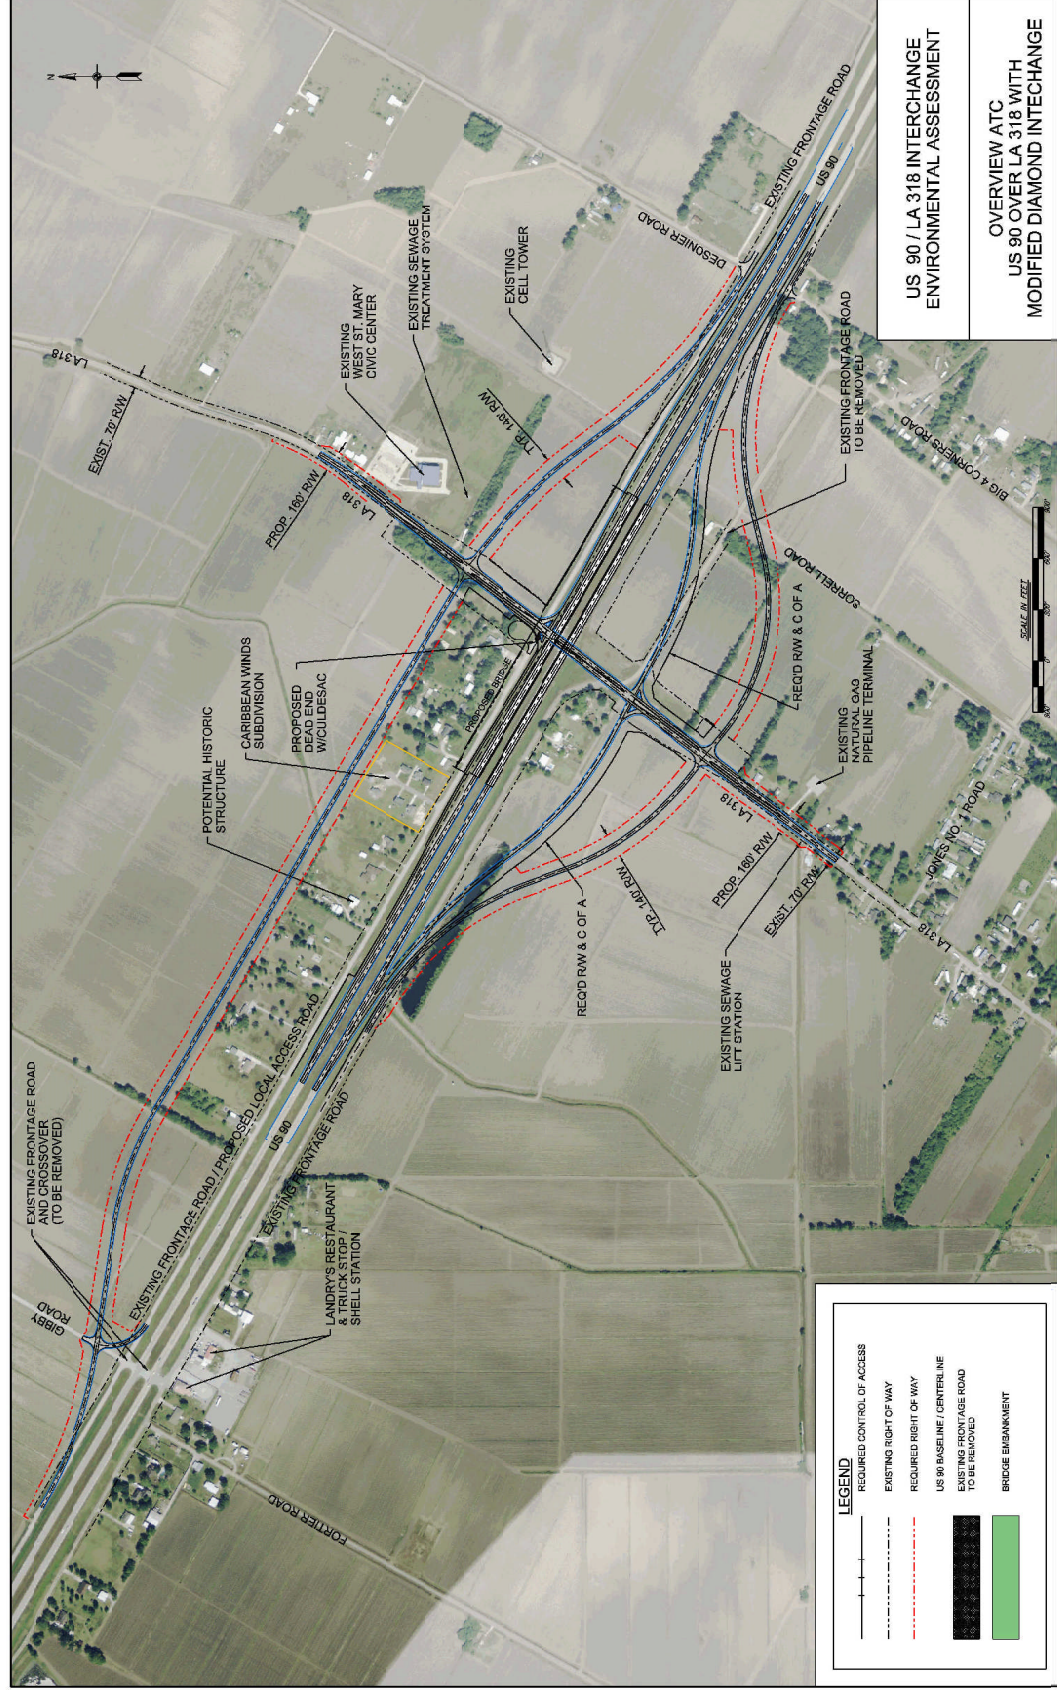 N
LA 318
EXIST. 70' R/W
EXISTING
WEST ST. MARY
CIVIC CENTER
EXISTING SEWAGE
TREATMENT SYSTEM
EXISTING
CELL TOWER
DESONIER ROAD
EXISTING FRONTAGE ROAD
US 90
PROP. 160' R/W
LA 318
TYP. 140' R/W
CARIBBEAN WINDS
SUBDIVISION
PROPOSED
DEAD END
W/CULDESAC
POTENTIAL HISTORIC
STRUCTURE
PROPOSED BRIDGE
EXISTING FRONTAGE ROAD
TO BE REMOVED
BIG 4 CORNERS ROAD
SORRELL ROAD
REQ'D R/W & C OF A
EXISTING
NATURAL GAS
PIPELINE TERMINAL
JONES NO. 1 ROAD
LA 318
PROP. 160' R/W
EXIST. 70' R/W
LA 318
TYP. 140' R/W
REQ'D R/W & C OF A
EXISTING SEWAGE
LIFT STATION
EXISTING FRONTAGE ROAD
AND CROSSOVER
(TO BE REMOVED)
GIBBY
ROAD
EXISTING FRONTAGE ROAD / PROPOSED LOCAL ACCESS ROAD
US 90
EXISTING FRONTAGE ROAD
LANDRY'S RESTAURANT
& TRUCK STOP /
SHELL STATION
FORTIER ROAD
SCALE IN FEET
300' 0' 300' 600' 900'
LEGEND
REQUIRED CONTROL OF ACCESS
EXISTING RIGHT OF WAY
REQUIRED RIGHT OF WAY
US 90 BASELINE / CENTERLINE
EXISTING FRONTAGE ROAD
TO BE REMOVED
BRIDGE EMBANKMENT
US 90 / LA 318 INTERCHANGE
ENVIRONMENTAL ASSESSMENT
OVERVIEW ATC
US 90 OVER LA 318 WITH
MODIFIED DIAMOND INTECHANGE